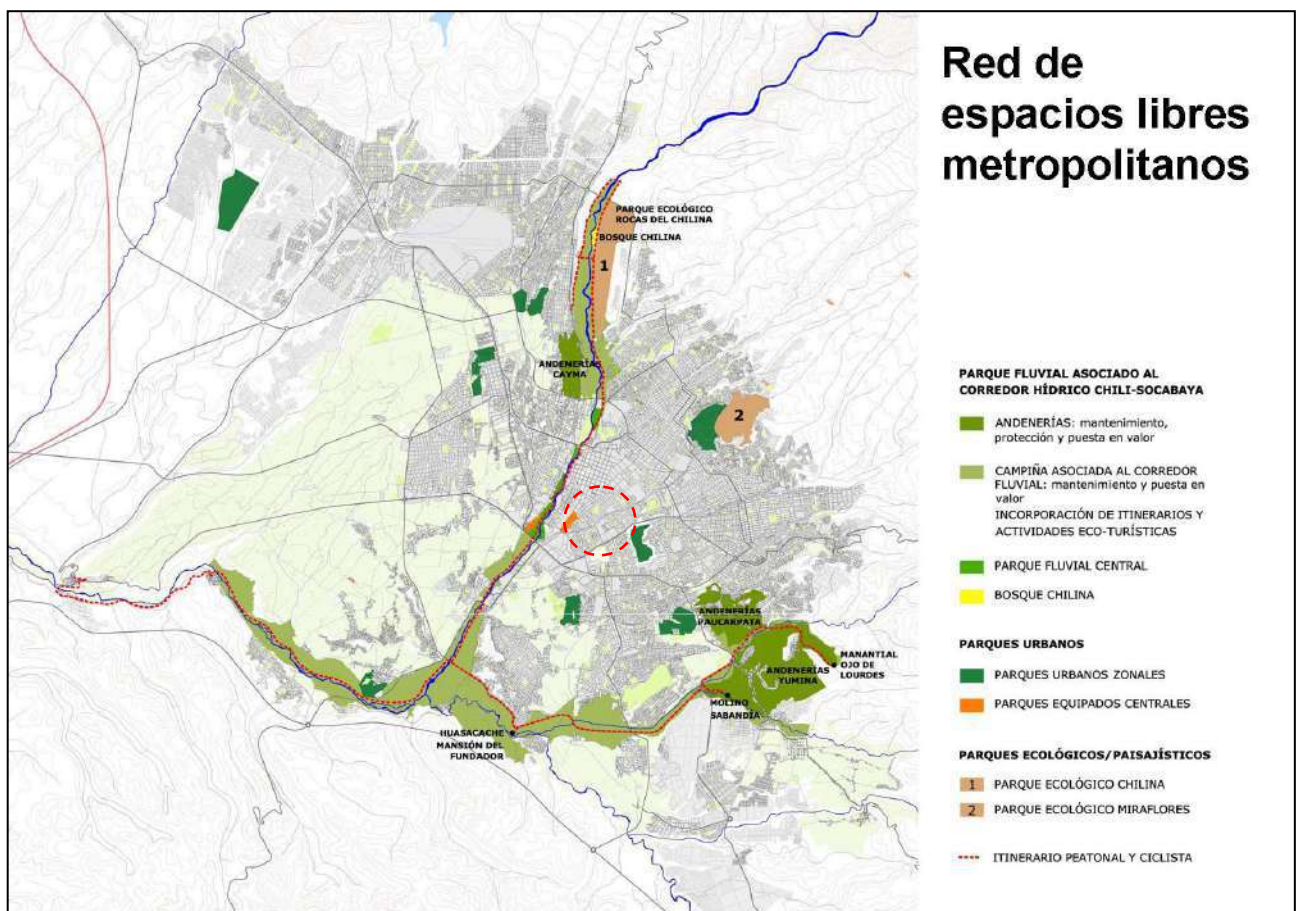 Red de
espacios libres
metropolitanos
PARQUE ECOLÓGICO
ROCAS DEL CHILINA
BOSQUE CHILINA
1
ANDENERÍAS
CAYMA
2
ANDENERÍAS
PAUCARPATA
MANANTIAL
OJO DE
LOURDES
ANDENERÍAS
YUMINA
MOLINO
SABANDIA
HUASACACHE
MANSIÓN DEL
FUNDADOR
PARQUE FLUVIAL ASOCIADO AL
CORREDOR HÍDRICO CHILI-SOCABAYA
ANDENERÍAS: mantenimiento,
protección y puesta en valor
CAMPIÑA ASOCIADA AL CORREDOR
FLUVIAL: mantenimiento y puesta en
valor
INCORPORACIÓN DE ITINERARIOS Y
ACTIVIDADES ECO-TURÍSTICAS
PARQUE FLUVIAL CENTRAL
BOSQUE CHILINA
PARQUES URBANOS
PARQUES URBANOS ZONALES
PARQUES EQUIPADOS CENTRALES
PARQUES ECOLÓGICOS/PAISAJÍSTICOS
1 PARQUE ECOLÓGICO CHILINA
2 PARQUE ECOLÓGICO MIRAFLORES
ITINERARIO PEATONAL Y CICLISTA